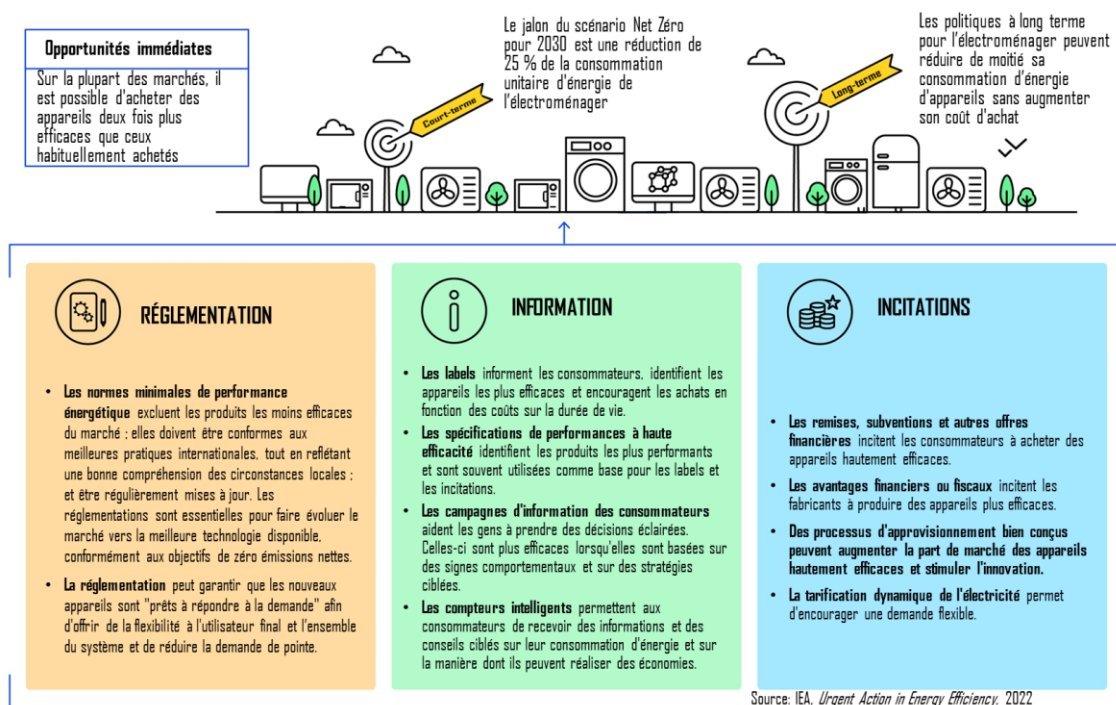 Opportunités immédiates
Sur la plupart des marchés, il
est possible d'acheter des
appareils deux fois plus
efficaces que ceux
habituellement achetés
Le jalon du scénario Net Zéro
pour 2030 est une réduction de
25 % de la consommation
unitaire d'énergie de
l'électroménager
Court-terme
Les politiques à long terme
pour l'électroménager peuvent
réduire de moitié sa
consommation d'énergie
d'appareils sans augmenter
son coût d'achat
Long-terme
RÉGLEMENTATION
• Les normes minimales de performance
énergétique excluent les produits les moins efficaces
du marché ; elles doivent être conformes aux
meilleures pratiques internationales, tout en reflétant
une bonne compréhension des circonstances locales ;
et être régulièrement mises à jour. Les
réglementations sont essentielles pour faire évoluer le
marché vers la meilleure technologie disponible,
conformément aux objectifs de zéro émissions nettes.
• La réglementation peut garantir que les nouveaux
appareils sont "prêts à répondre à la demande" afin
d'offrir de la flexibilité à l'utilisateur final et l'ensemble
du système et de réduire la demande de pointe.
INFORMATION
• Les labels informent les consommateurs, identifient les
appareils les plus efficaces et encouragent les achats en
fonction des coûts sur la durée de vie.
• Les spécifications de performances à haute
efficacité identifient les produits les plus performants
et sont souvent utilisées comme base pour les labels et
les incitations.
• Les campagnes d'information des consommateurs
aident les gens à prendre des décisions éclairées.
Celles-ci sont plus efficaces lorsqu'elles sont basées sur
des signes comportementaux et sur des stratégies
ciblées.
• Les compteurs intelligents permettent aux
consommateurs de recevoir des informations et des
conseils ciblés sur leur consommation d'énergie et sur
la manière dont ils peuvent réaliser des économies.
INCITATIONS
• Les remises, subventions et autres offres
financières incitent les consommateurs à acheter des
appareils hautement efficaces.
• Les avantages financiers ou fiscaux incitent les
fabricants à produire des appareils plus efficaces.
• Des processus d'approvisionnement bien conçus
peuvent augmenter la part de marché des appareils
hautement efficaces et stimuler l'innovation.
• La tarification dynamique de l'électricité permet
d'encourager une demande flexible.
Source: IEA, Urgent Action in Energy Efficiency, 2022